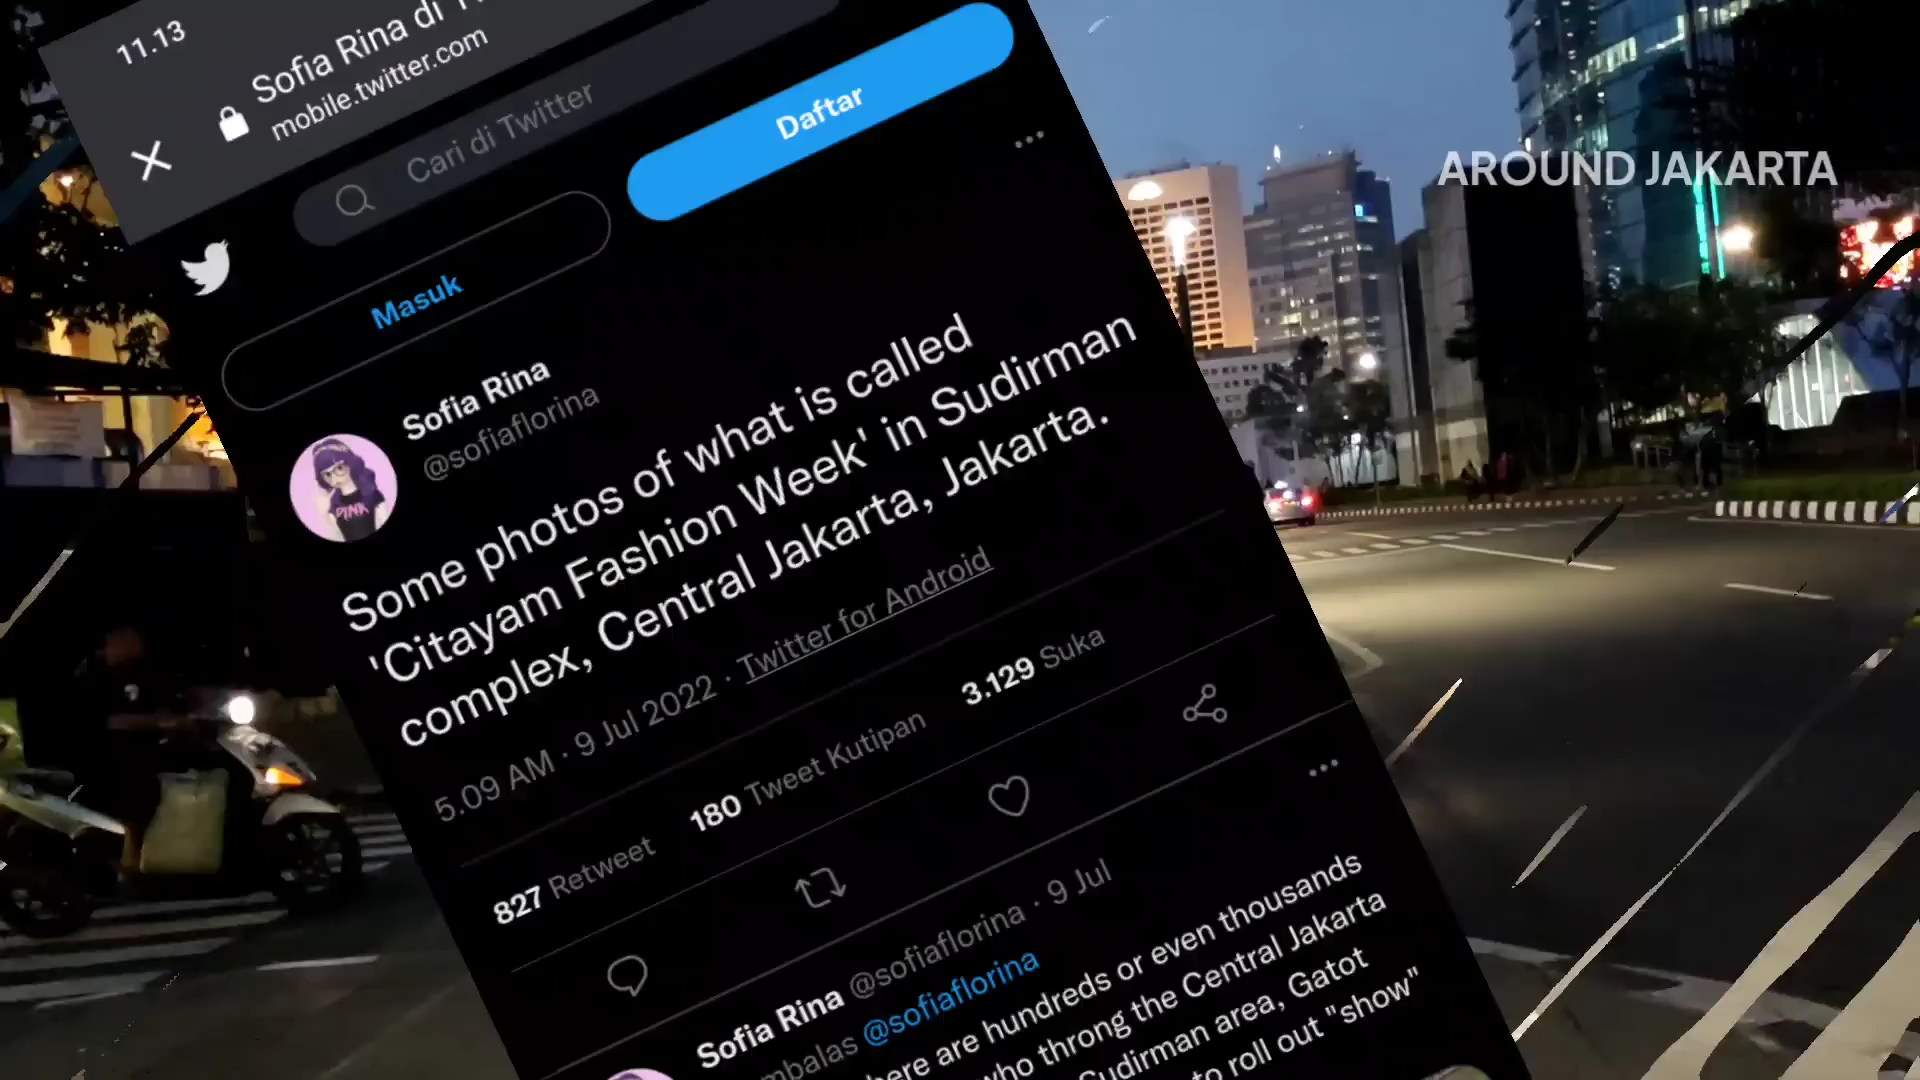 11.13
Sofia Rina di
mobile.twitter.com
Cari di Twitter
Daftar
Masuk
AROUND JAKARTA
Sofia Rina
@sofiaflorina
PINK
Some photos of what is called
'Citayam Fashion Week' in Sudirman
complex, Central Jakarta, Jakarta.
5.09 AM · 9 Jul 2022 · Twitter for Android
827 Retweet 180 Tweet Kutipan 3.129 Suka
Sofia Rina @sofiaflorina · 9 Jul
@sofiaflorina
are hundreds or even thousands
who throng the Central Jakarta
Sudirman area, Gatot
to roll out "show"